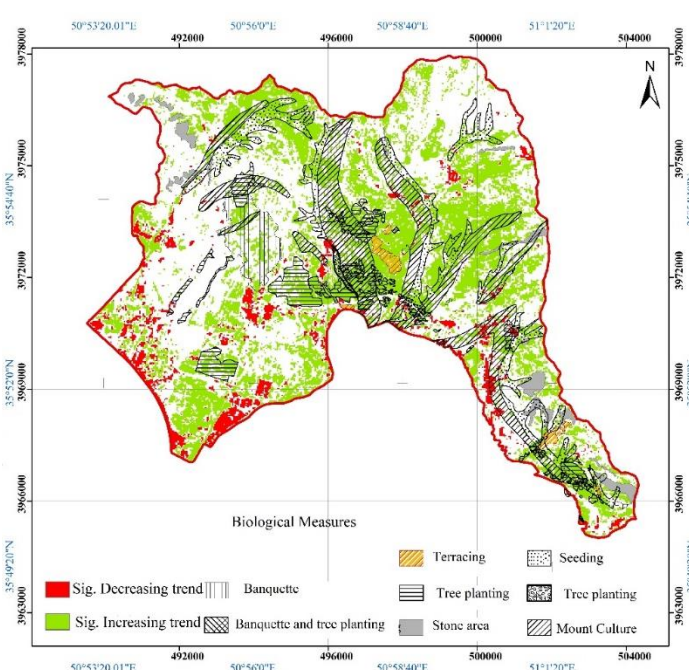 50°53'20.01"E 50°56'0"E 50°58'40"E 51°1'20"E
492000 496000 500000 504000
3978000
N
3975000
35°54'40"N
3972000
35°52'0"N
3969000
3966000
Biological Measures
35°49'20"N
Terracing Seeding
Sig. Decreasing trend Banquette Tree planting Tree planting
Sig. Increasing trend Banquette and tree planting Stone area Mount Culture
3963000
492000 496000 500000 504000
50°53'20.01"E 50°56'0"E 50°58'40"E 51°1'20"E
3978000
3975000
3972000
3969000
3966000
3963000